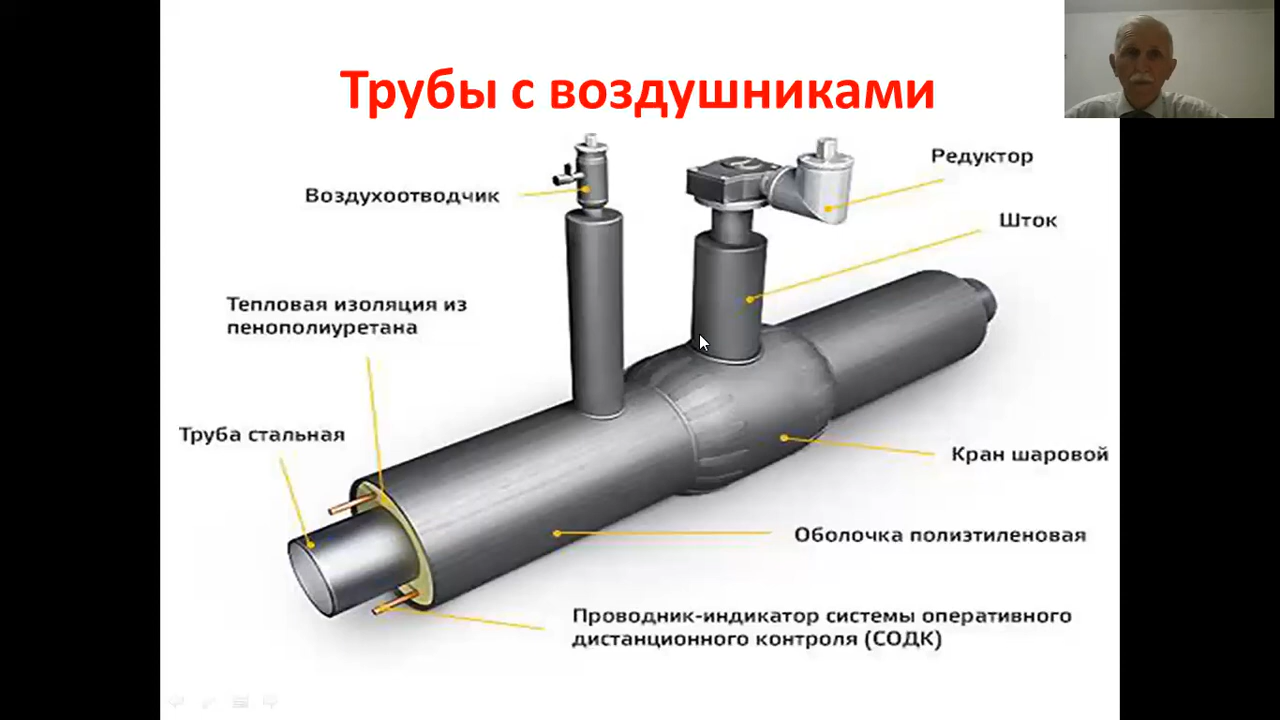 Трубы с воздушниками
Редуктор
Воздухоотводчик
Шток
Тепловая изоляция из
пенополиуретана
Труба стальная
Кран шаровой
Оболочка полиэтиленовая
Проводник-индикатор системы оперативного
дистанционного контроля (СОДК)